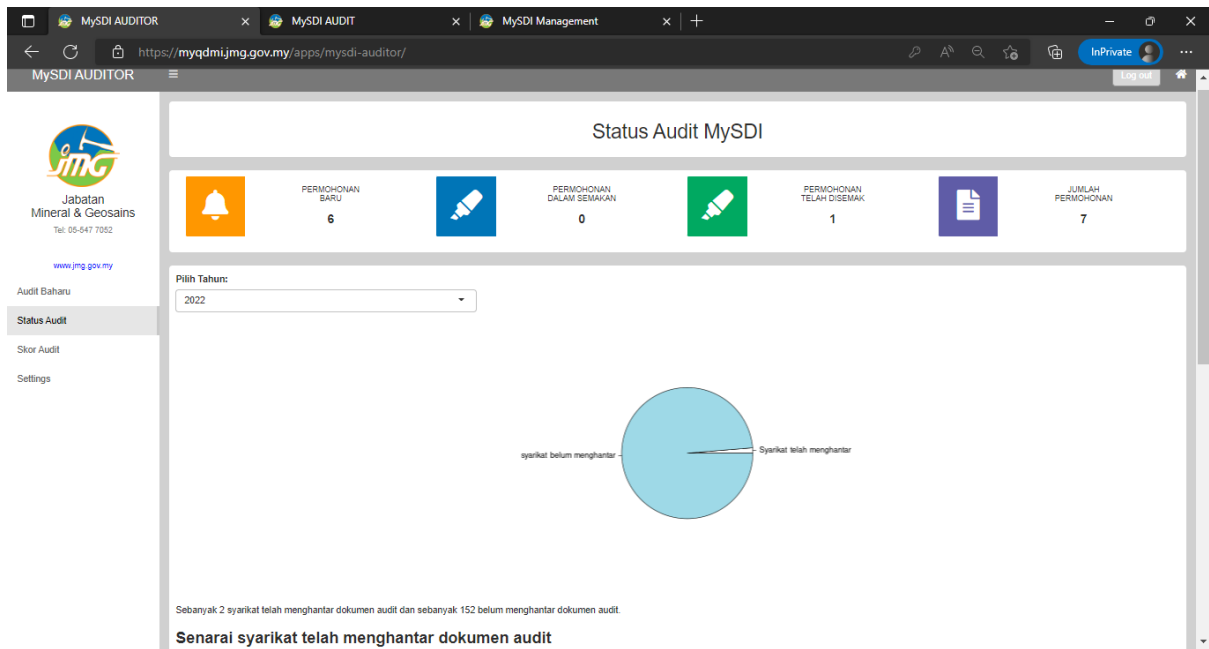 MySDI AUDITOR
MySDI AUDIT
MySDI Management
https://myqdmi.jmg.gov.my/apps/mysdi-auditor/
InPrivate
MySDI AUDITOR
Log out
jmg
Jabatan
Mineral & Geosains
Tel: 05-547 7052
www.jmg.gov.my
Audit Baharu
Status Audit
Skor Audit
Settings
Status Audit MySDI
PERMOHONAN
BARU
6
PERMOHONAN
DALAM SEMAKAN
0
PERMOHONAN
TELAH DISEMAK
1
JUMLAH
PERMOHONAN
7
Pilih Tahun:
2022
syarikat belum menghantar
Syarikat telah menghantar
Sebanyak 2 syarikat telah menghantar dokumen audit dan sebanyak 152 belum menghantar dokumen audit.
Senarai syarikat telah menghantar dokumen audit